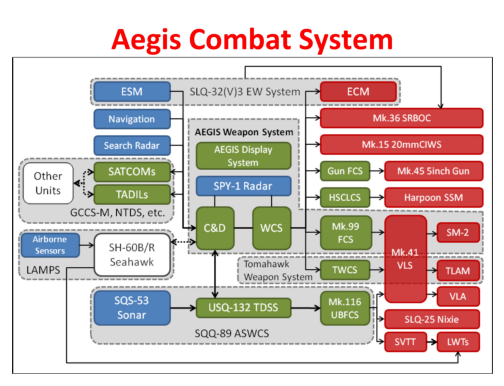 Aegis Combat System
ESM
SLQ-32(V)3 EW System
ECM
Navigation
Mk.36 SRBOC
AEGIS Weapon System
Search Radar
Mk.15 20mmCIWS
AEGIS Display
System
Other
Units
SATCOMs
Gun FCS
Mk.45 5inch Gun
TADILs
SPY-1 Radar
HSCLCS
Harpoon SSM
GCCS-M, NTDS, etc.
C&D
WCS
Mk.99
FCS
Mk.41
VLS
SM-2
Airborne
Sensors
SH-60B/R
Seahawk
LAMPS
Tomahawk
Weapon System
TWCS
TLAM
SQS-53
Sonar
USQ-132 TDSS
Mk.116
UBFCS
VLA
SLQ-25 Nixie
SQQ-89 ASWCS
SVTT
LWTs